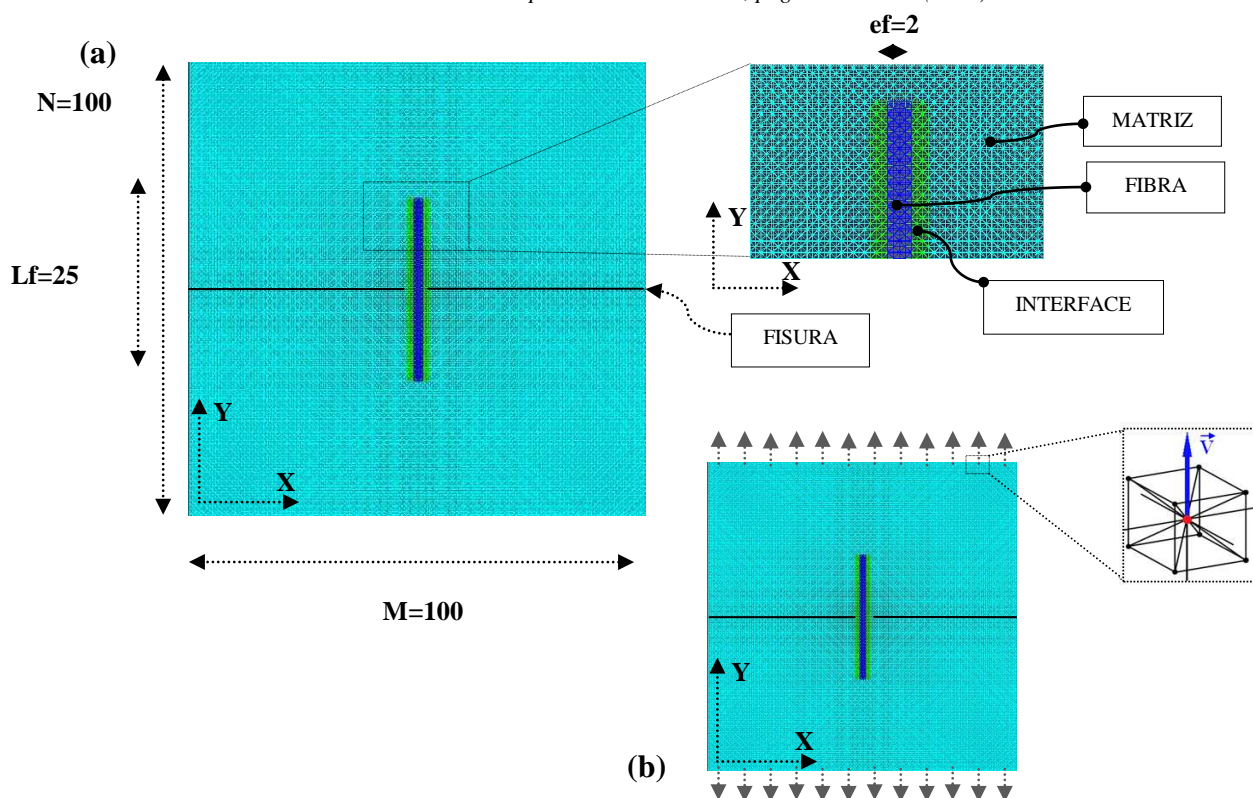 ef=2
(a)
N=100
MATRIZ
FIBRA
Y
X
INTERFACE
Lf=25
FISURA
Y
X
M=100
V
Y
X
(b)